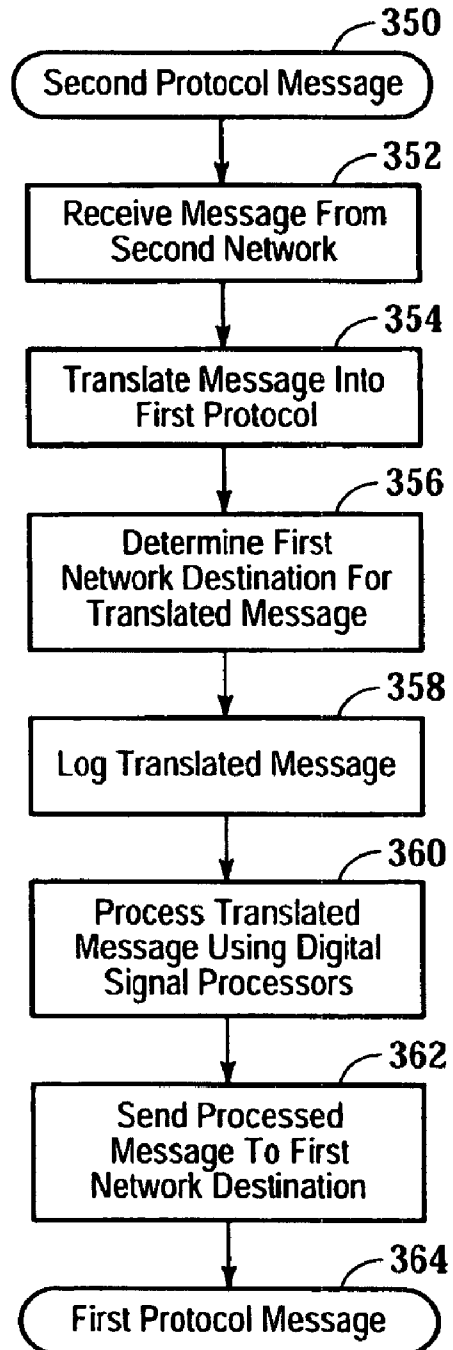 350
Second Protocol Message
352
Receive Message From
Second Network
354
Translate Message Into
First Protocol
356
Determine First
Network Destination For
Translated Message
358
Log Translated Message
360
Process Translated
Message Using Digital
Signal Processors
362
Send Processed
Message To First
Network Destination
364
First Protocol Message